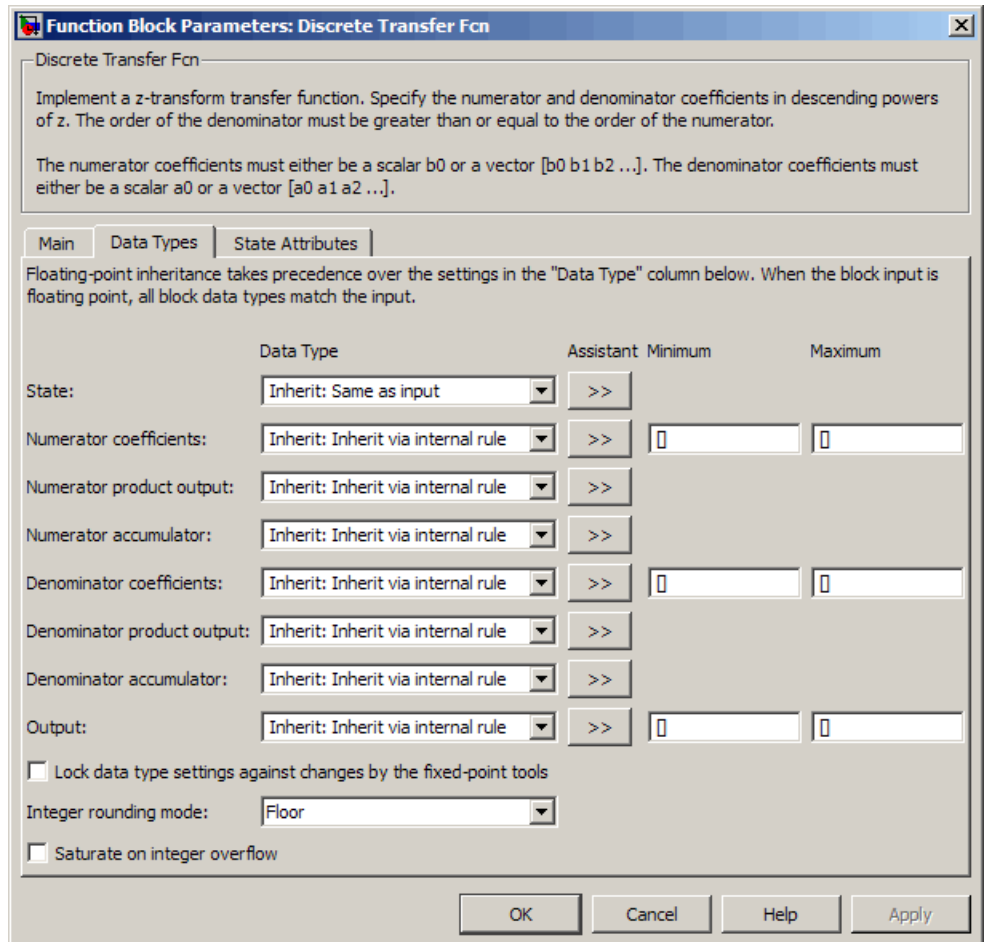 Function Block Parameters: Discrete Transfer Fcn
Discrete Transfer Fcn
Implement a z-transform transfer function. Specify the numerator and denominator coefficients in descending powers
of z. The order of the denominator must be greater than or equal to the order of the numerator.
The numerator coefficients must either be a scalar b0 or a vector [b0 b1 b2 ...]. The denominator coefficients must
either be a scalar a0 or a vector [a0 a1 a2 ...].
Main Data Types State Attributes
Floating-point inheritance takes precedence over the settings in the "Data Type" column below. When the block input is
floating point, all block data types match the input.
Data Type Assistant Minimum Maximum
State: Inherit: Same as input >>
Numerator coefficients: Inherit: Inherit via internal rule >> [] []
Numerator product output: Inherit: Inherit via internal rule >>
Numerator accumulator: Inherit: Inherit via internal rule >>
Denominator coefficients: Inherit: Inherit via internal rule >> [] []
Denominator product output: Inherit: Inherit via internal rule >>
Denominator accumulator: Inherit: Inherit via internal rule >>
Output: Inherit: Inherit via internal rule >> [] []
Lock data type settings against changes by the fixed-point tools
Integer rounding mode: Floor
Saturate on integer overflow
OK Cancel Help Apply